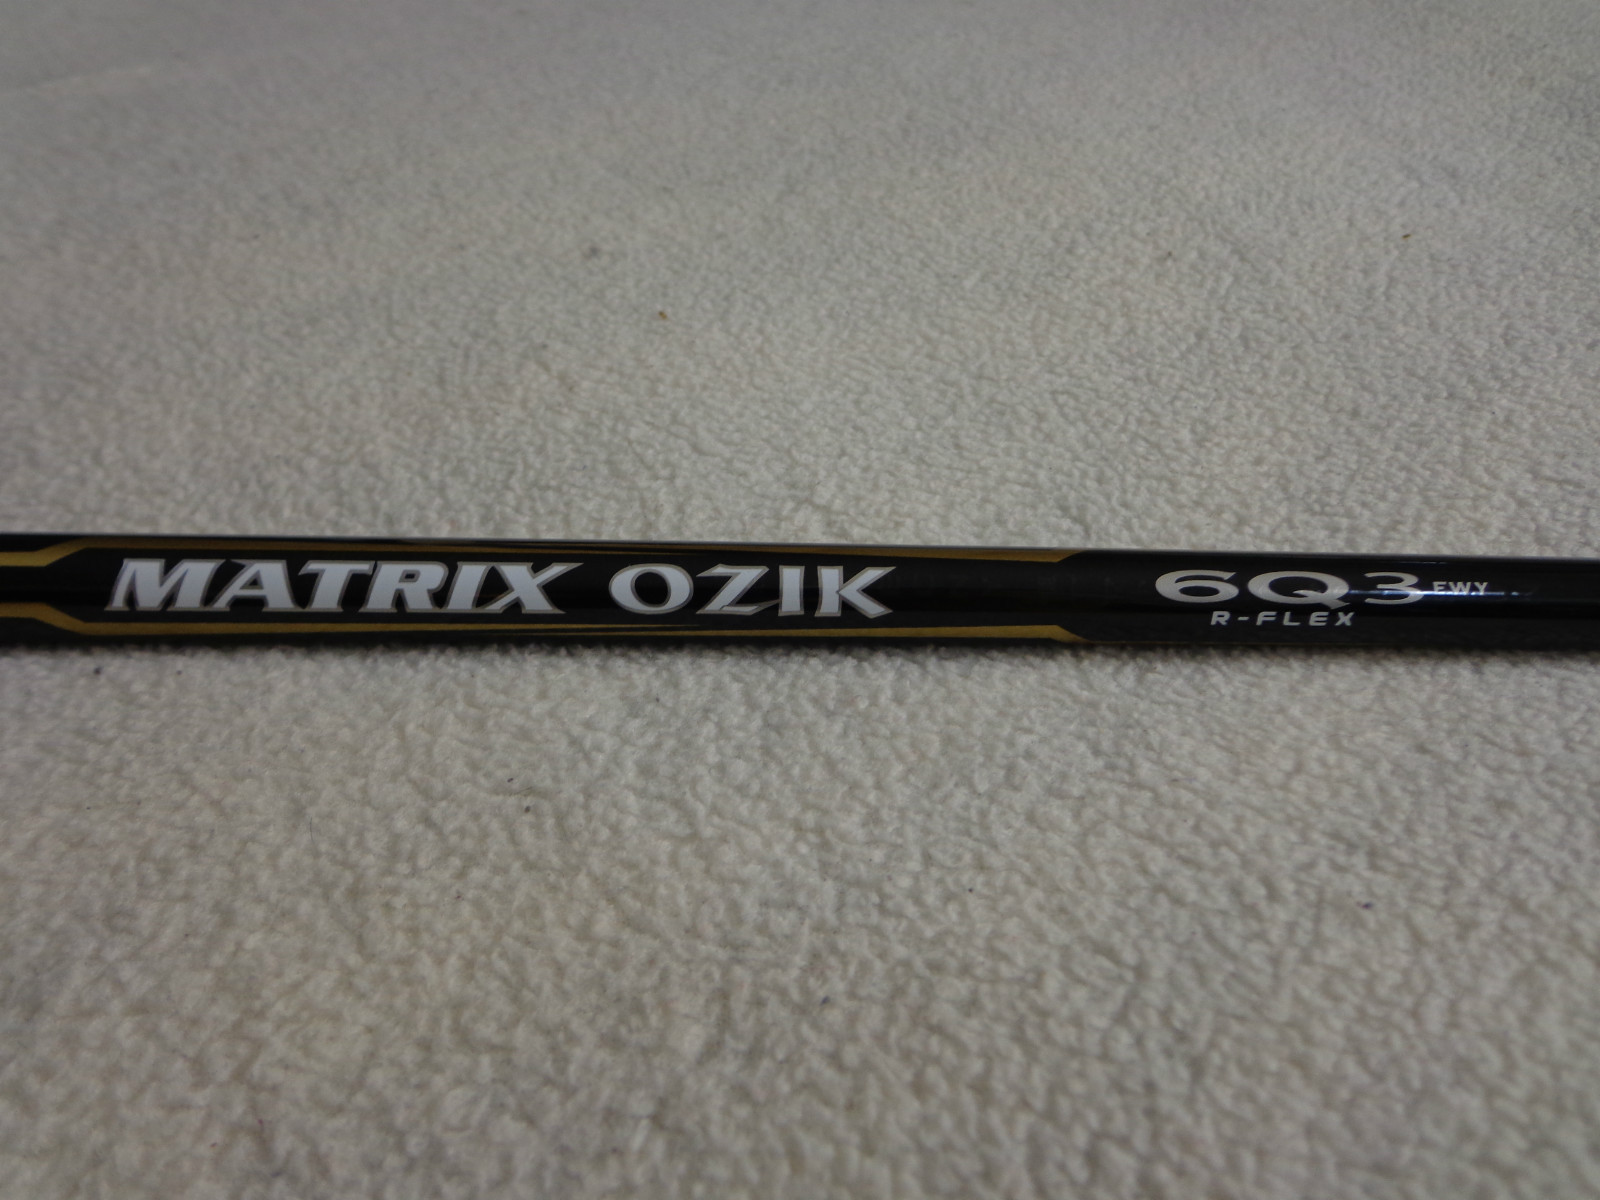 MATRIX OZIK 6Q3 FWY
R-FLEX